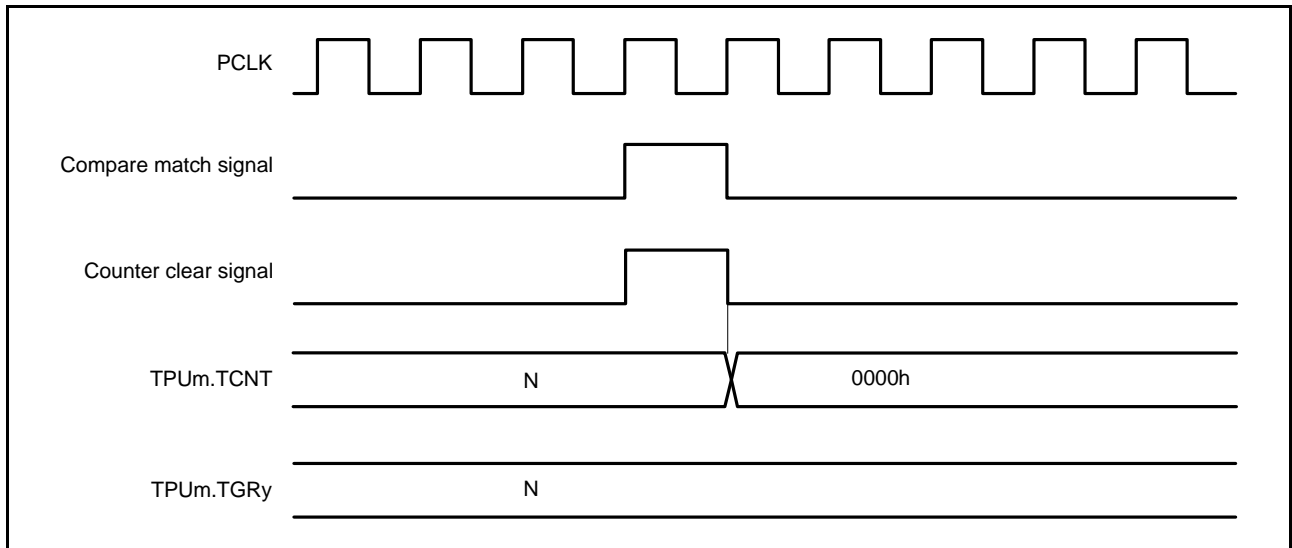 PCLK
Compare match signal
Counter clear signal
TPUm.TCNT
N
0000h
TPUm.TGRy
N